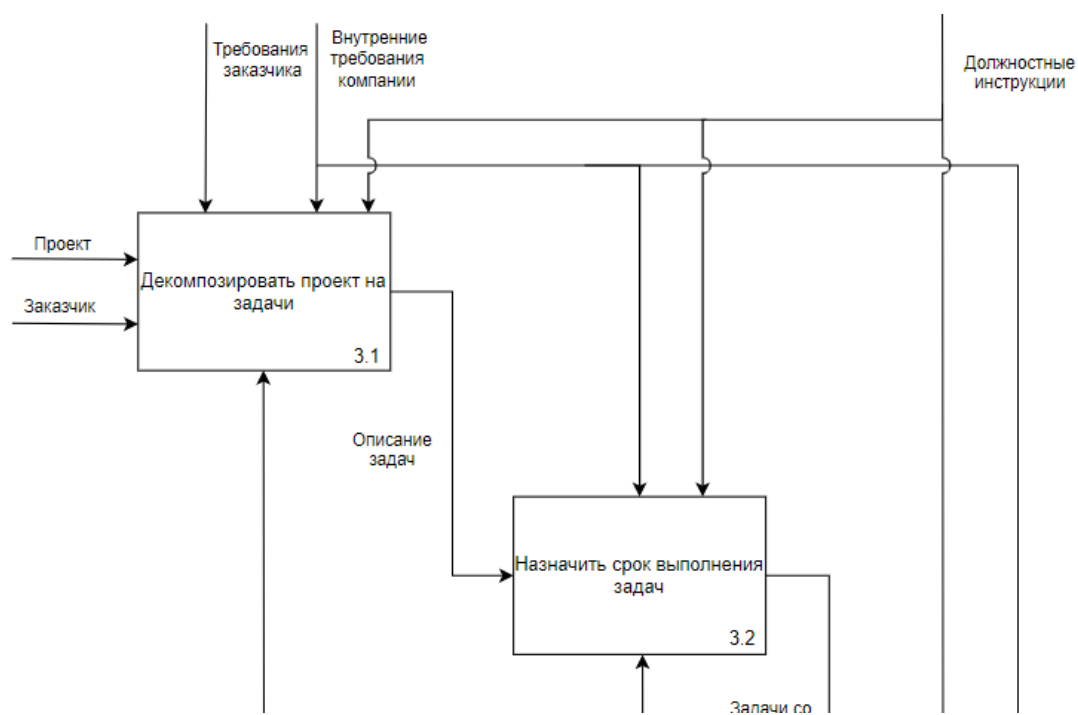 Требования
заказчика
Внутренние
требования
компании
Должностные
инструкции
Проект
Заказчик
Декомпозировать проект на
задачи
3.1
Описание
задач
Назначить срок выполнения
задач
3.2
Задачи со